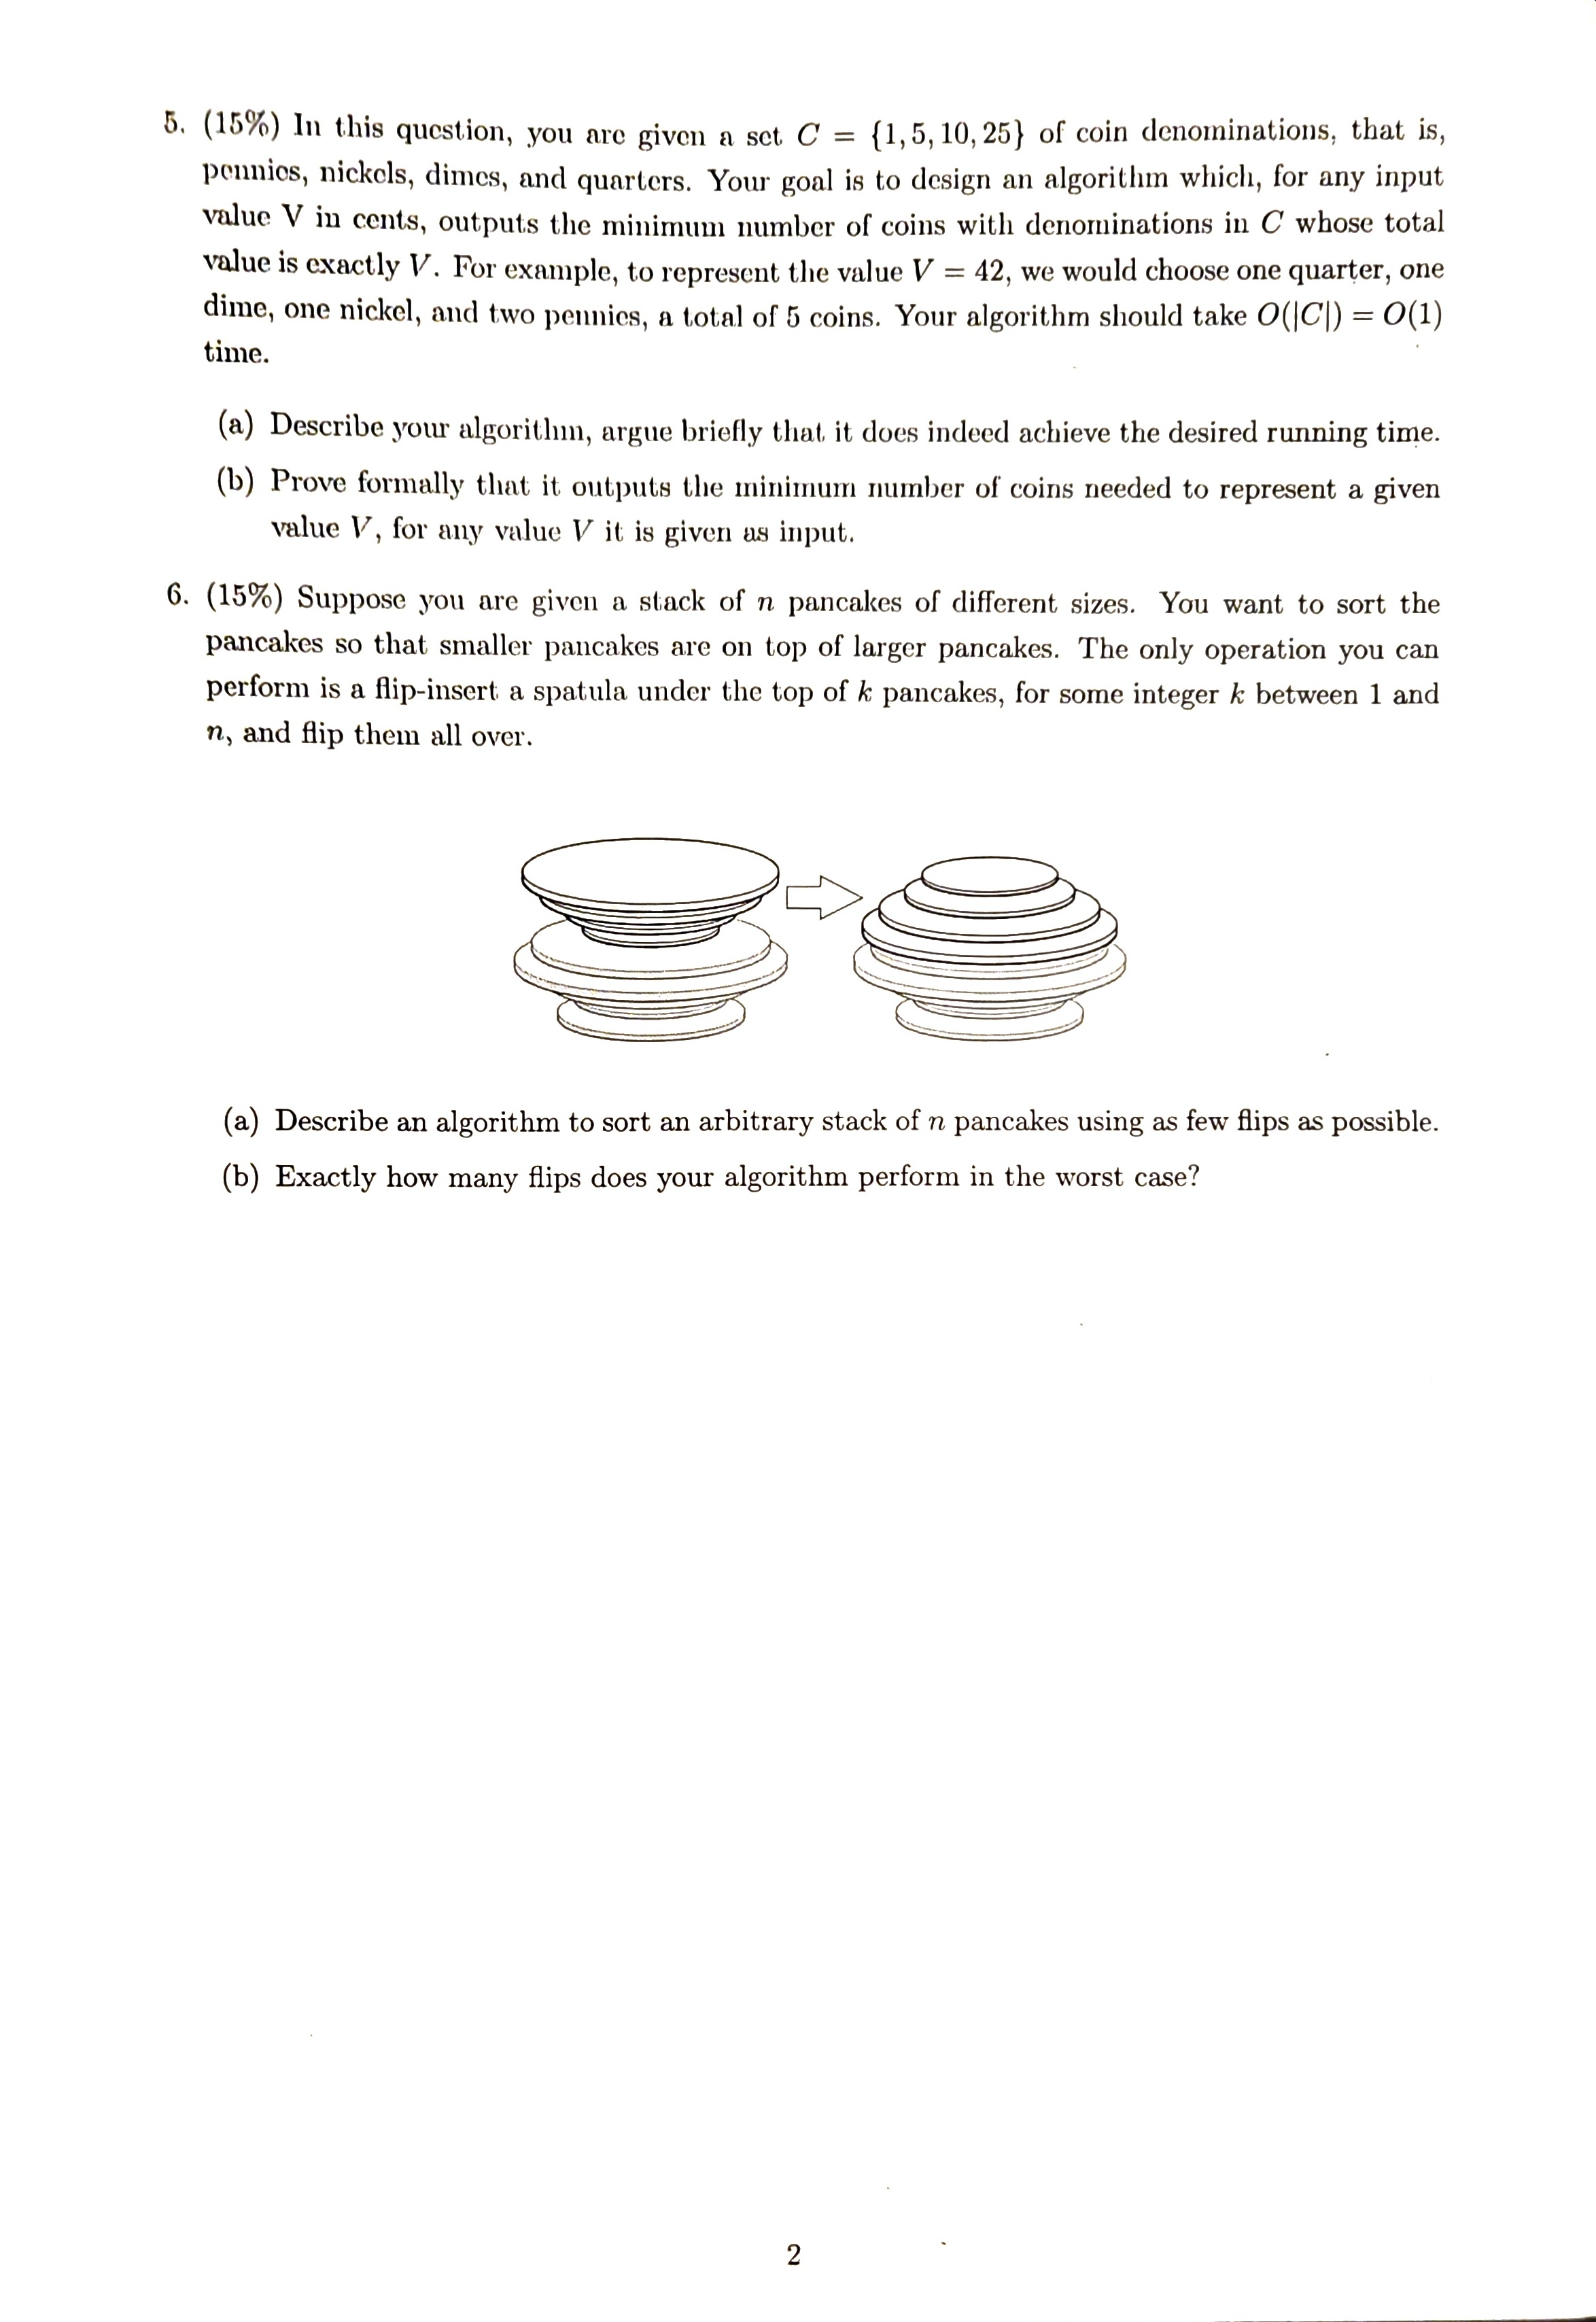 5. (15%) In this question, you are given a set C = {1, 5, 10, 25} of coin denominations, that is,
pennies, nickels, dimes, and quarters. Your goal is to design an algorithm which, for any input
value V in cents, outputs the minimum number of coins with denominations in C whose total
value is exactly V. For example, to represent the value V = 42, we would choose one quarter, one
dime, one nickel, and two pennies, a total of 5 coins. Your algorithm should take O(|C|) = O(1)
time.
(a) Describe your algorithm, argue briefly that it does indeed achieve the desired running time.
(b) Prove formally that it outputs the minimum number of coins needed to represent a given
value V, for any value V it is given as input.
6. (15%) Suppose you are given a stack of n pancakes of different sizes. You want to sort the
pancakes so that smaller pancakes are on top of larger pancakes. The only operation you can
perform is a flip-insert a spatula under the top of k pancakes, for some integer k between 1 and
n, and flip them all over.
(a) Describe an algorithm to sort an arbitrary stack of n pancakes using as few flips as possible.
(b) Exactly how many flips does your algorithm perform in the worst case?
2